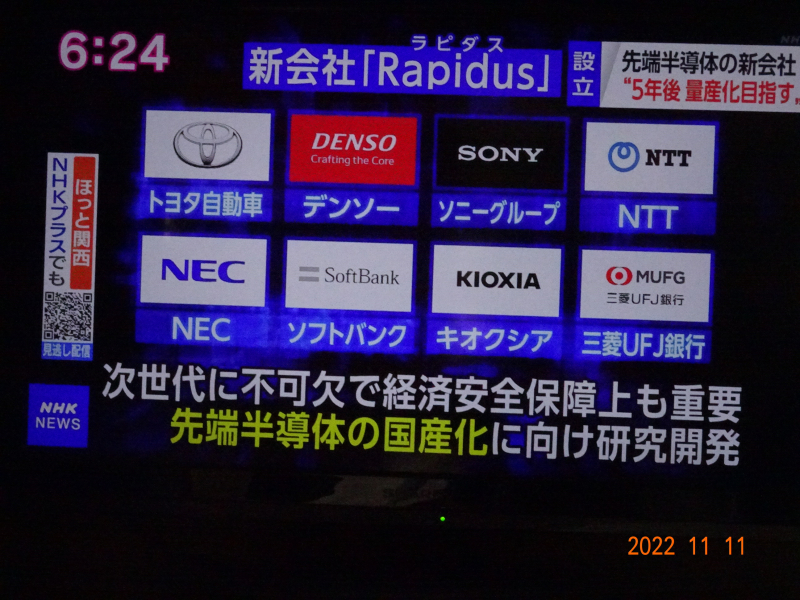 6:24
ラピダス
新会社「Rapidus」
設立
先端半導体の新会社
“5年後 量産化目指す„
DENSO
Crafting the Core
SONY
NTT
トヨタ自動車
デンソー
ソニーグループ
NTT
NEC
SoftBank
KIOXIA
MUFG
三菱UFJ銀行
NEC
ソフトバンク
キオクシア
三菱UFJ銀行
ほっと関西
NHKプラスでも
見逃し配信
次世代に不可欠で経済安全保障上も重要
先端半導体の国産化に向け研究開発
NHK
NEWS
2022 11 11